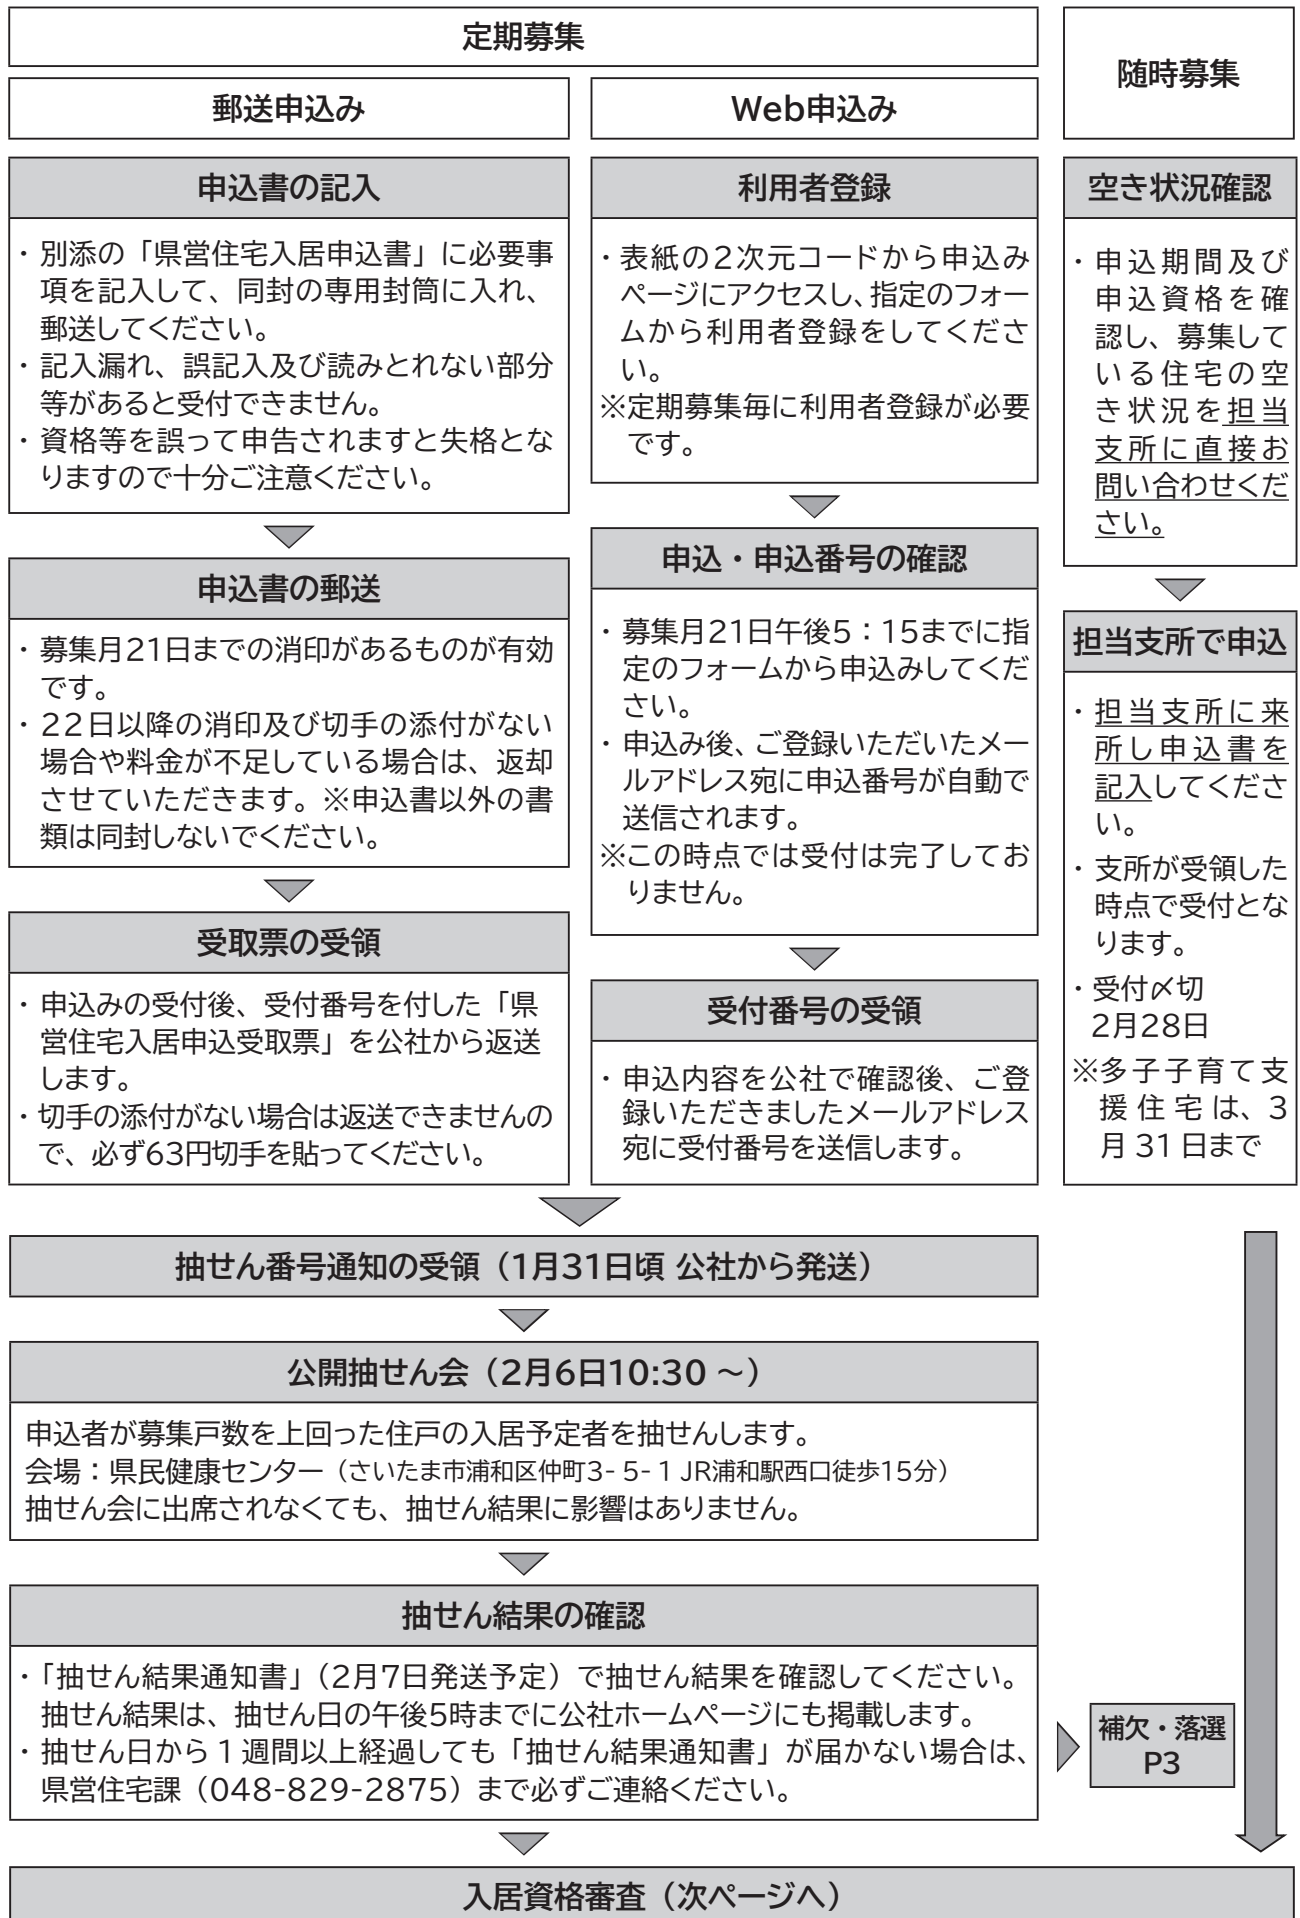 定期募集
郵送申込み
申込書の記入
・別添の「県営住宅入居申込書」に必要事
項を記入して、同封の専用封筒に入れ、
郵送してください。
・記入漏れ、誤記入及び読みとれない部分
等があると受付できません。
・資格等を誤って申告されますと失格とな
りますので十分ご注意ください。
申込書の郵送
・募集月21日までの消印があるものが有効
です。
・22日以降の消印及び切手の添付がない
場合や料金が不足している場合は、返却
させていただきます。※申込書以外の書
類は同封しないでください。
受取票の受領
・申込みの受付後、受付番号を付した「県
営住宅入居申込受取票」を公社から返送
します。
・切手の添付がない場合は返送できませんの
で、必ず63円切手を貼ってください。
Web申込み
利用者登録
・表紙の2次元コードから申込み
ページにアクセスし、指定のフォー
ムから利用者登録をしてくださ
い。
※定期募集毎に利用者登録が必要
です。
申込・申込番号の確認
・募集月21日午後5：15までに指
定のフォームから申込みしてくだ
さい。
・申込み後、ご登録いただいたメー
ルアドレス宛に申込番号が自動で
送信されます。
※この時点では受付は完了してお
りません。
受付番号の受領
・申込内容を公社で確認後、ご登
録いただきましたメールアドレス
宛に受付番号を送信します。
随時募集
空き状況確認
・申込期間及び
申込資格を確
認し、募集して
いる住宅の空
き状況を担当
支所に直接お
問い合わせくだ
さい。
担当支所で申込
・担当支所に来
所し申込書を
記入してくださ
い。
・支所が受領した
時点で受付とな
ります。
・受付〆切
2月28日
※多子子育て支
援住宅は、3
月31日まで
抽せん番号通知の受領（1月31日頃 公社から発送）
公開抽せん会（2月6日10:30 ～）
申込者が募集戸数を上回った住戸の入居予定者を抽せんします。
会場：県民健康センター（さいたま市浦和区仲町3-5-1 JR浦和駅西口徒歩15分）
抽せん会に出席されなくても、抽せん結果に影響はありません。
抽せん結果の確認
・「抽せん結果通知書」（2月7日発送予定）で抽せん結果を確認してください。
抽せん結果は、抽せん日の午後5時までに公社ホームページにも掲載します。
・抽せん日から1週間以上経過しても「抽せん結果通知書」が届かない場合は、
県営住宅課（048-829-2875）まで必ずご連絡ください。
補欠・落選
P3
入居資格審査（次ページへ）